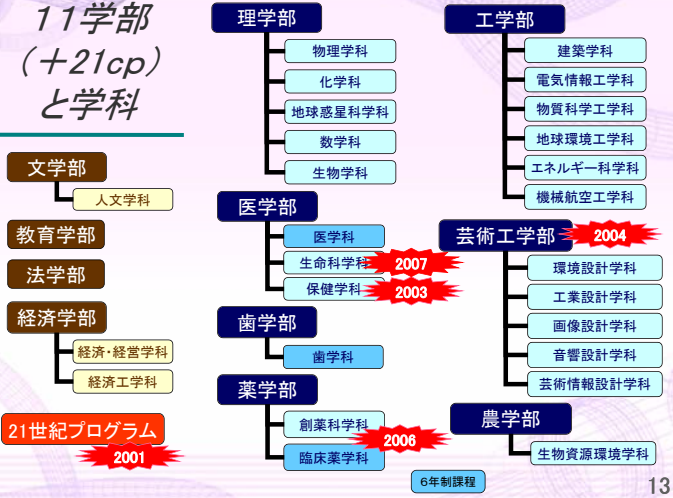 11学部
(+21cp)
と学科
文学部
人文学科
教育学部
法学部
経済学部
経済・経営学科
経済工学科
21世紀プログラム
2001
理学部
物理学科
化学科
地球惑星科学科
数学科
生物学科
医学部
医学科
生命科学科
2007
保健学科
2003
歯学部
歯学科
薬学部
創薬科学科
2006
臨床薬学科
工学部
建築学科
電気情報工学科
物質科学工学科
地球環境工学科
エネルギー科学科
機械航空工学科
芸術工学部
2004
環境設計学科
工業設計学科
画像設計学科
音響設計学科
芸術情報設計学科
農学部
生物資源環境学科
6年制課程
13